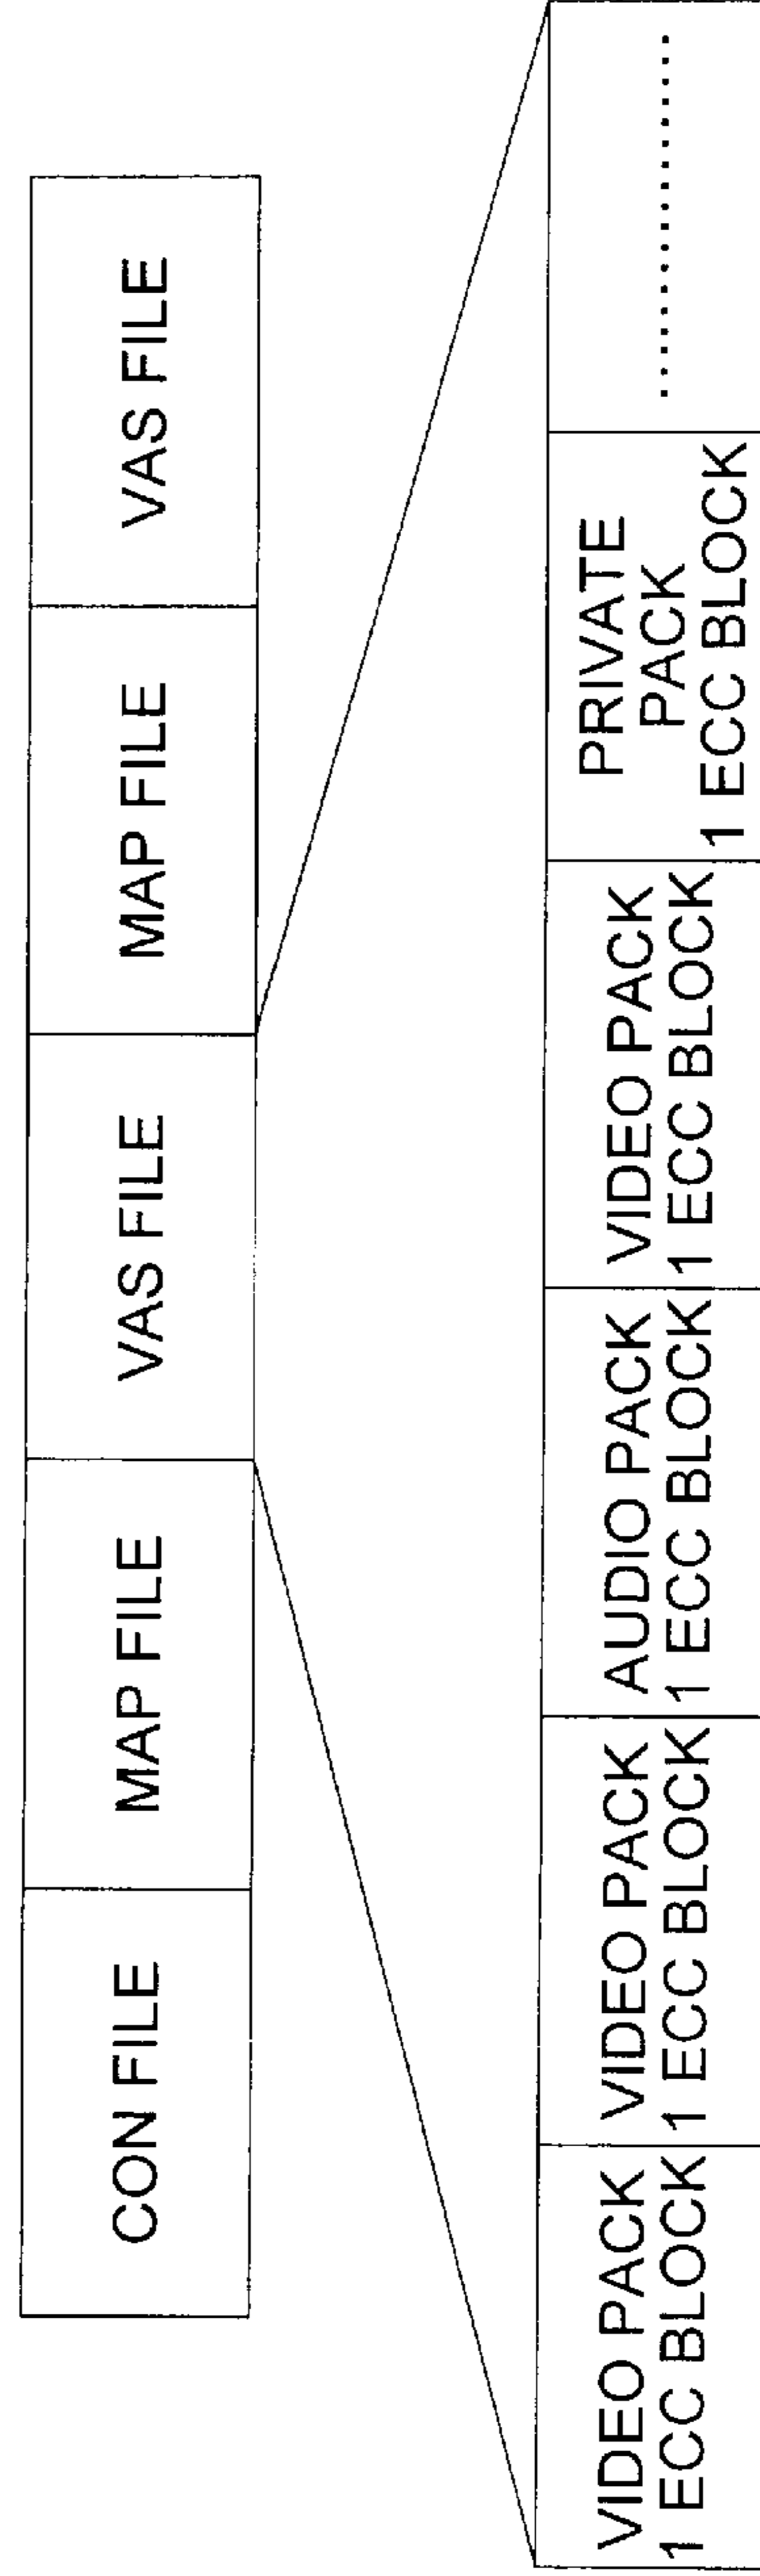 CON FILE
MAP FILE
VAS FILE
MAP FILE
VAS FILE
VIDEO PACK
1 ECC BLOCK
VIDEO PACK
1 ECC BLOCK
AUDIO PACK
1 ECC BLOCK
VIDEO PACK
1 ECC BLOCK
PRIVATE
PACK
1 ECC BLOCK
..............